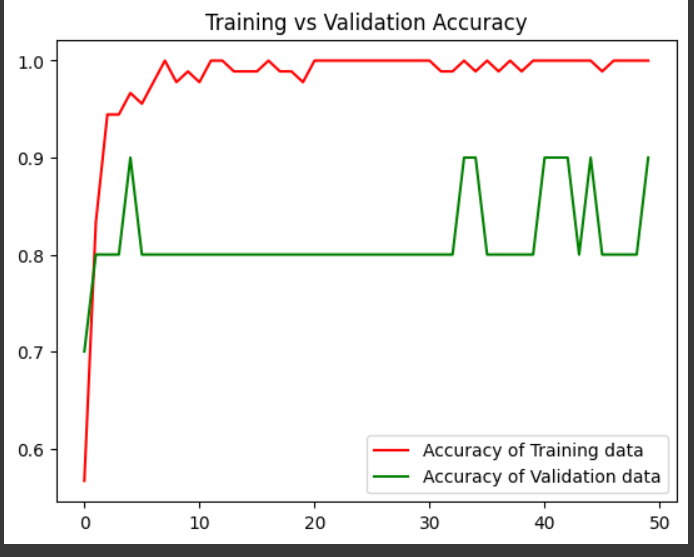 Training vs Validation Accuracy
1.0
0.9
0.8
0.7
0.6
Accuracy of Training data
Accuracy of Validation data
0 10 20 30 40 50